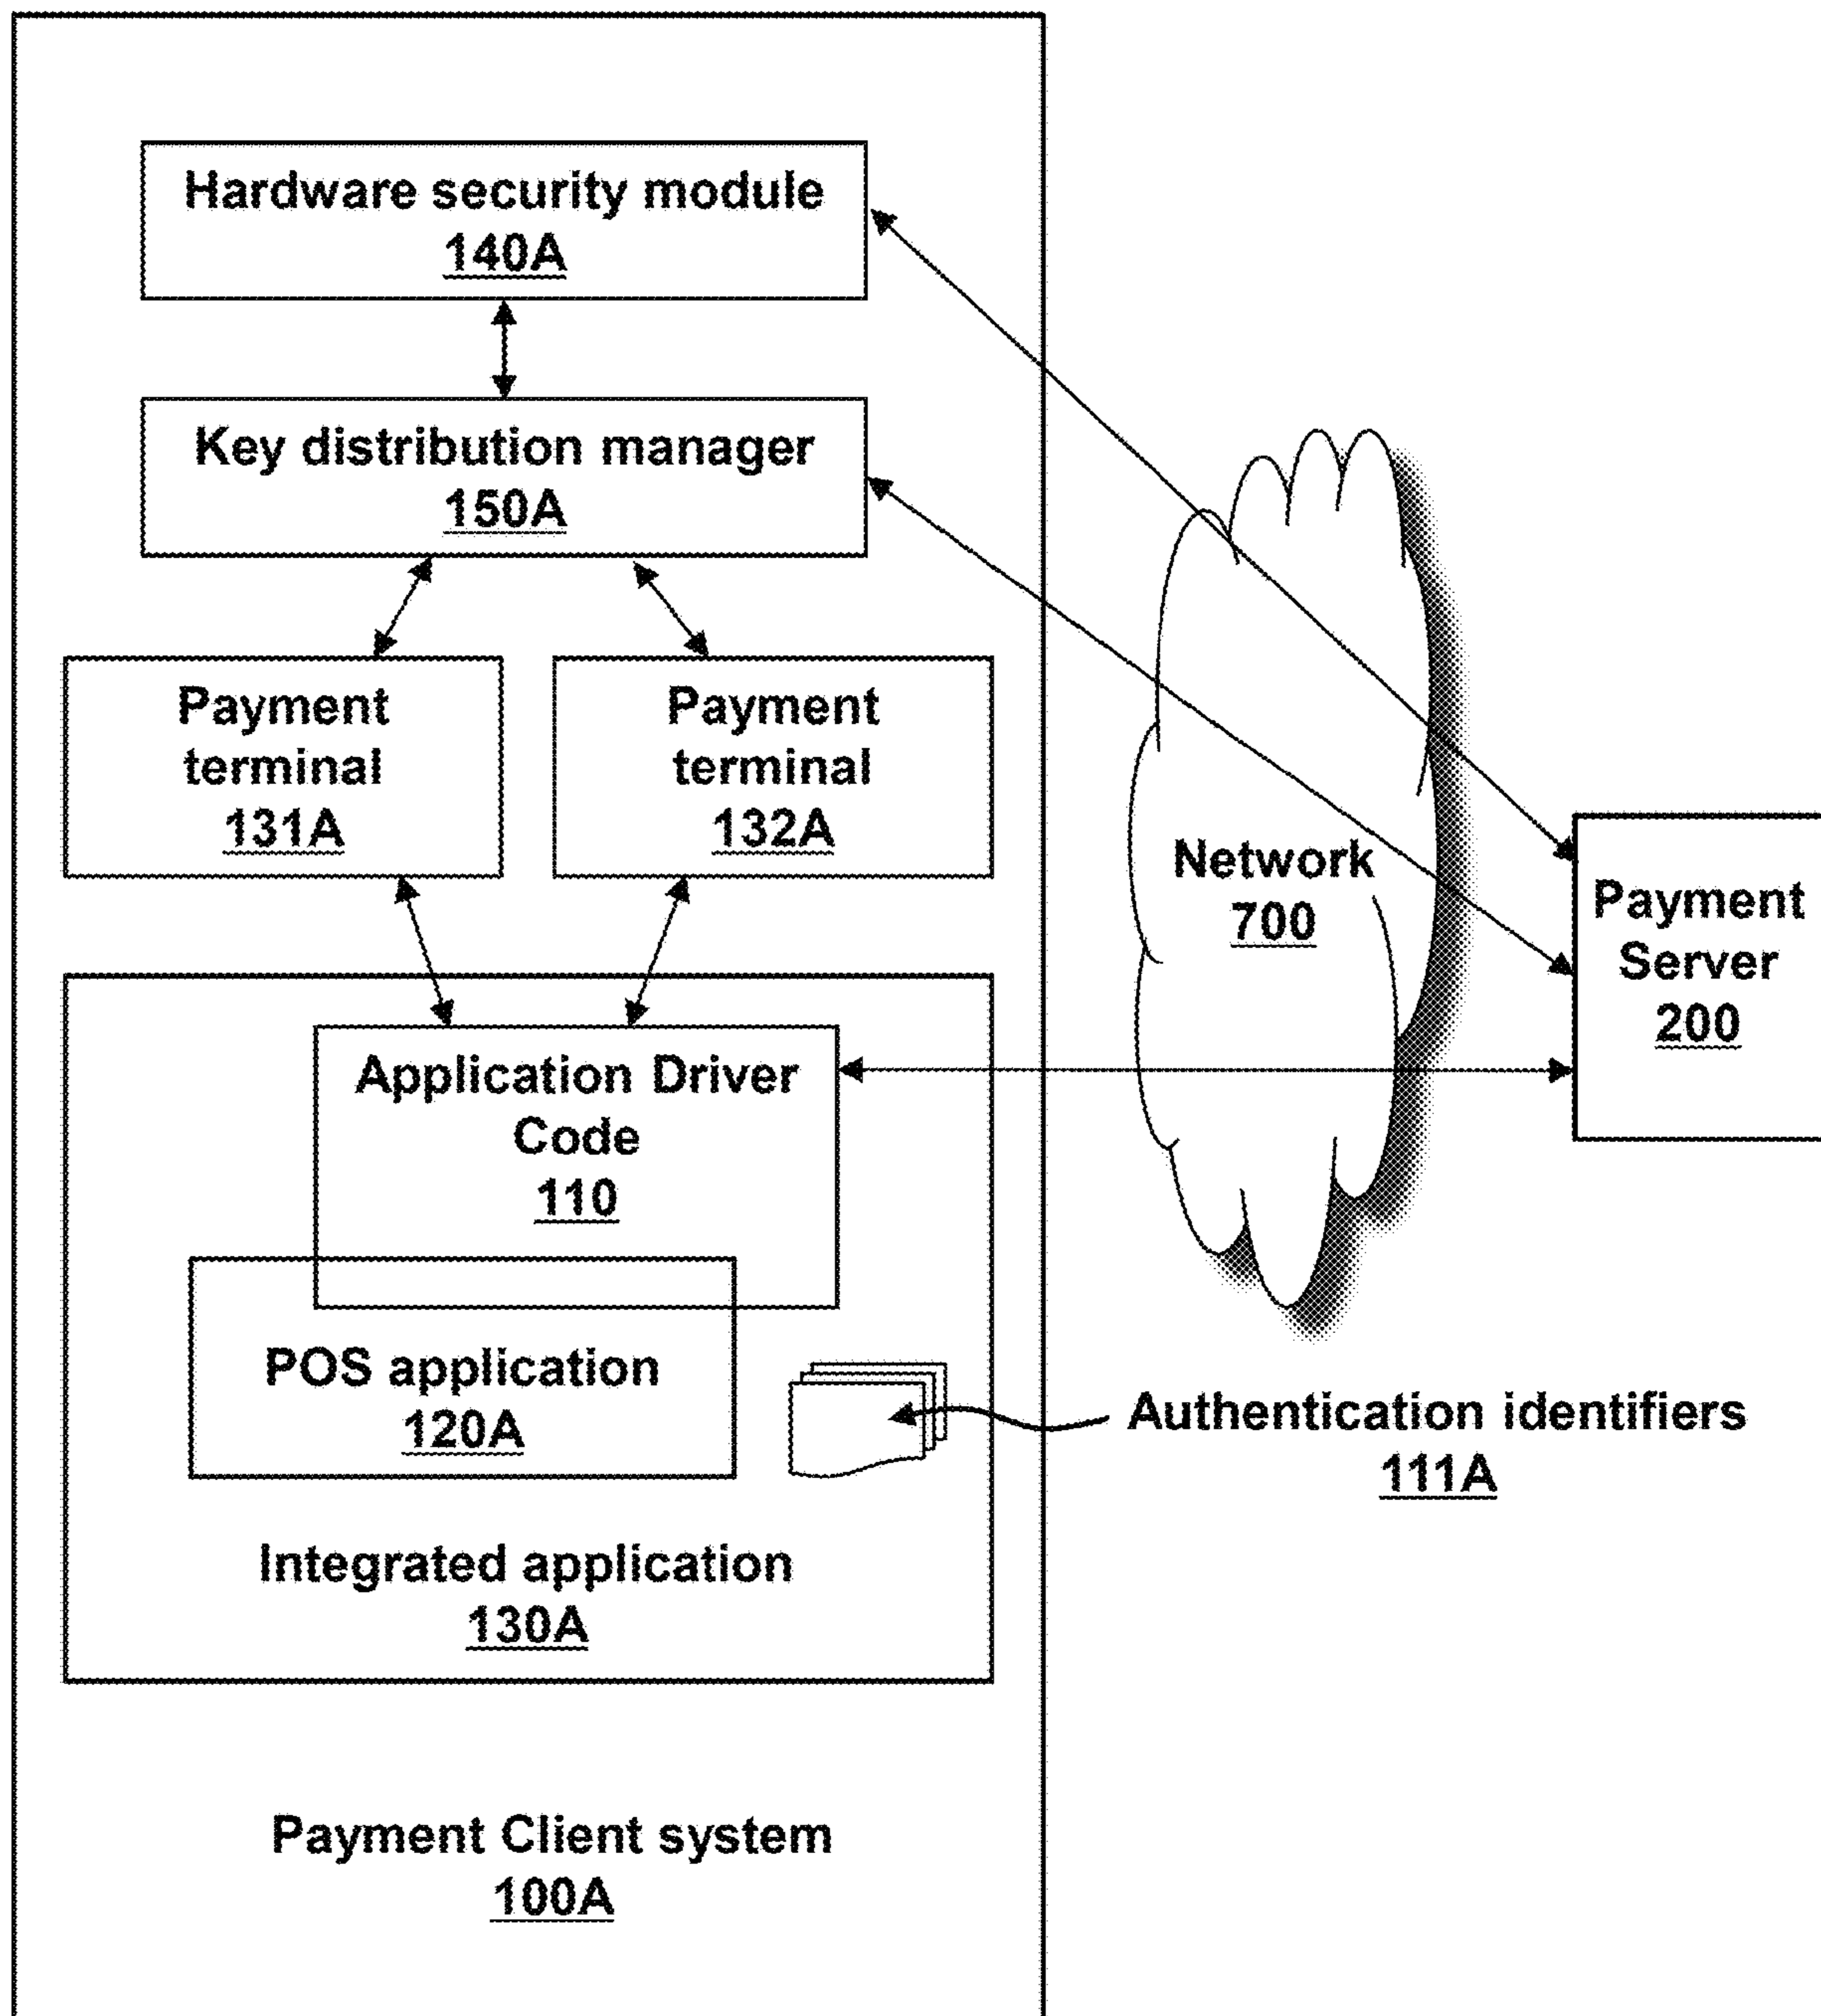 Hardware security module
140A
Key distribution manager
150A
Payment
terminal
131A
Payment
terminal
132A
Network
700
Payment
Server
200
Application Driver
Code
110
POS application
120A
Authentication identifiers
111A
Integrated application
130A
Payment Client system
100A